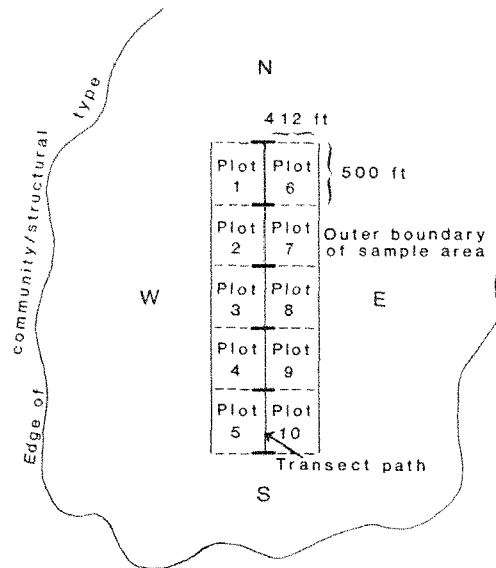 N
type
community/structural
Edge of
412 ft
500 ft
Plot 1
Plot 6
Plot 2
Plot 7
Outer boundary
of sample area
W
Plot 3
Plot 8
E
Plot 4
Plot 9
Plot 5
Plot 10
Transect path
S